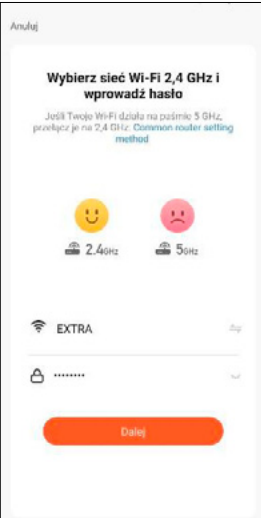 Anuluj
Wybierz sieć Wi-Fi 2,4 GHz i
wprowadź hasło
Jeśli Twoje Wi-Fi działa na paśmie 5 GHz,
przełącz je na 2,4 GHz. Common router setting
method
2.4GHz
5GHz
EXTRA
••••••••
Dalej